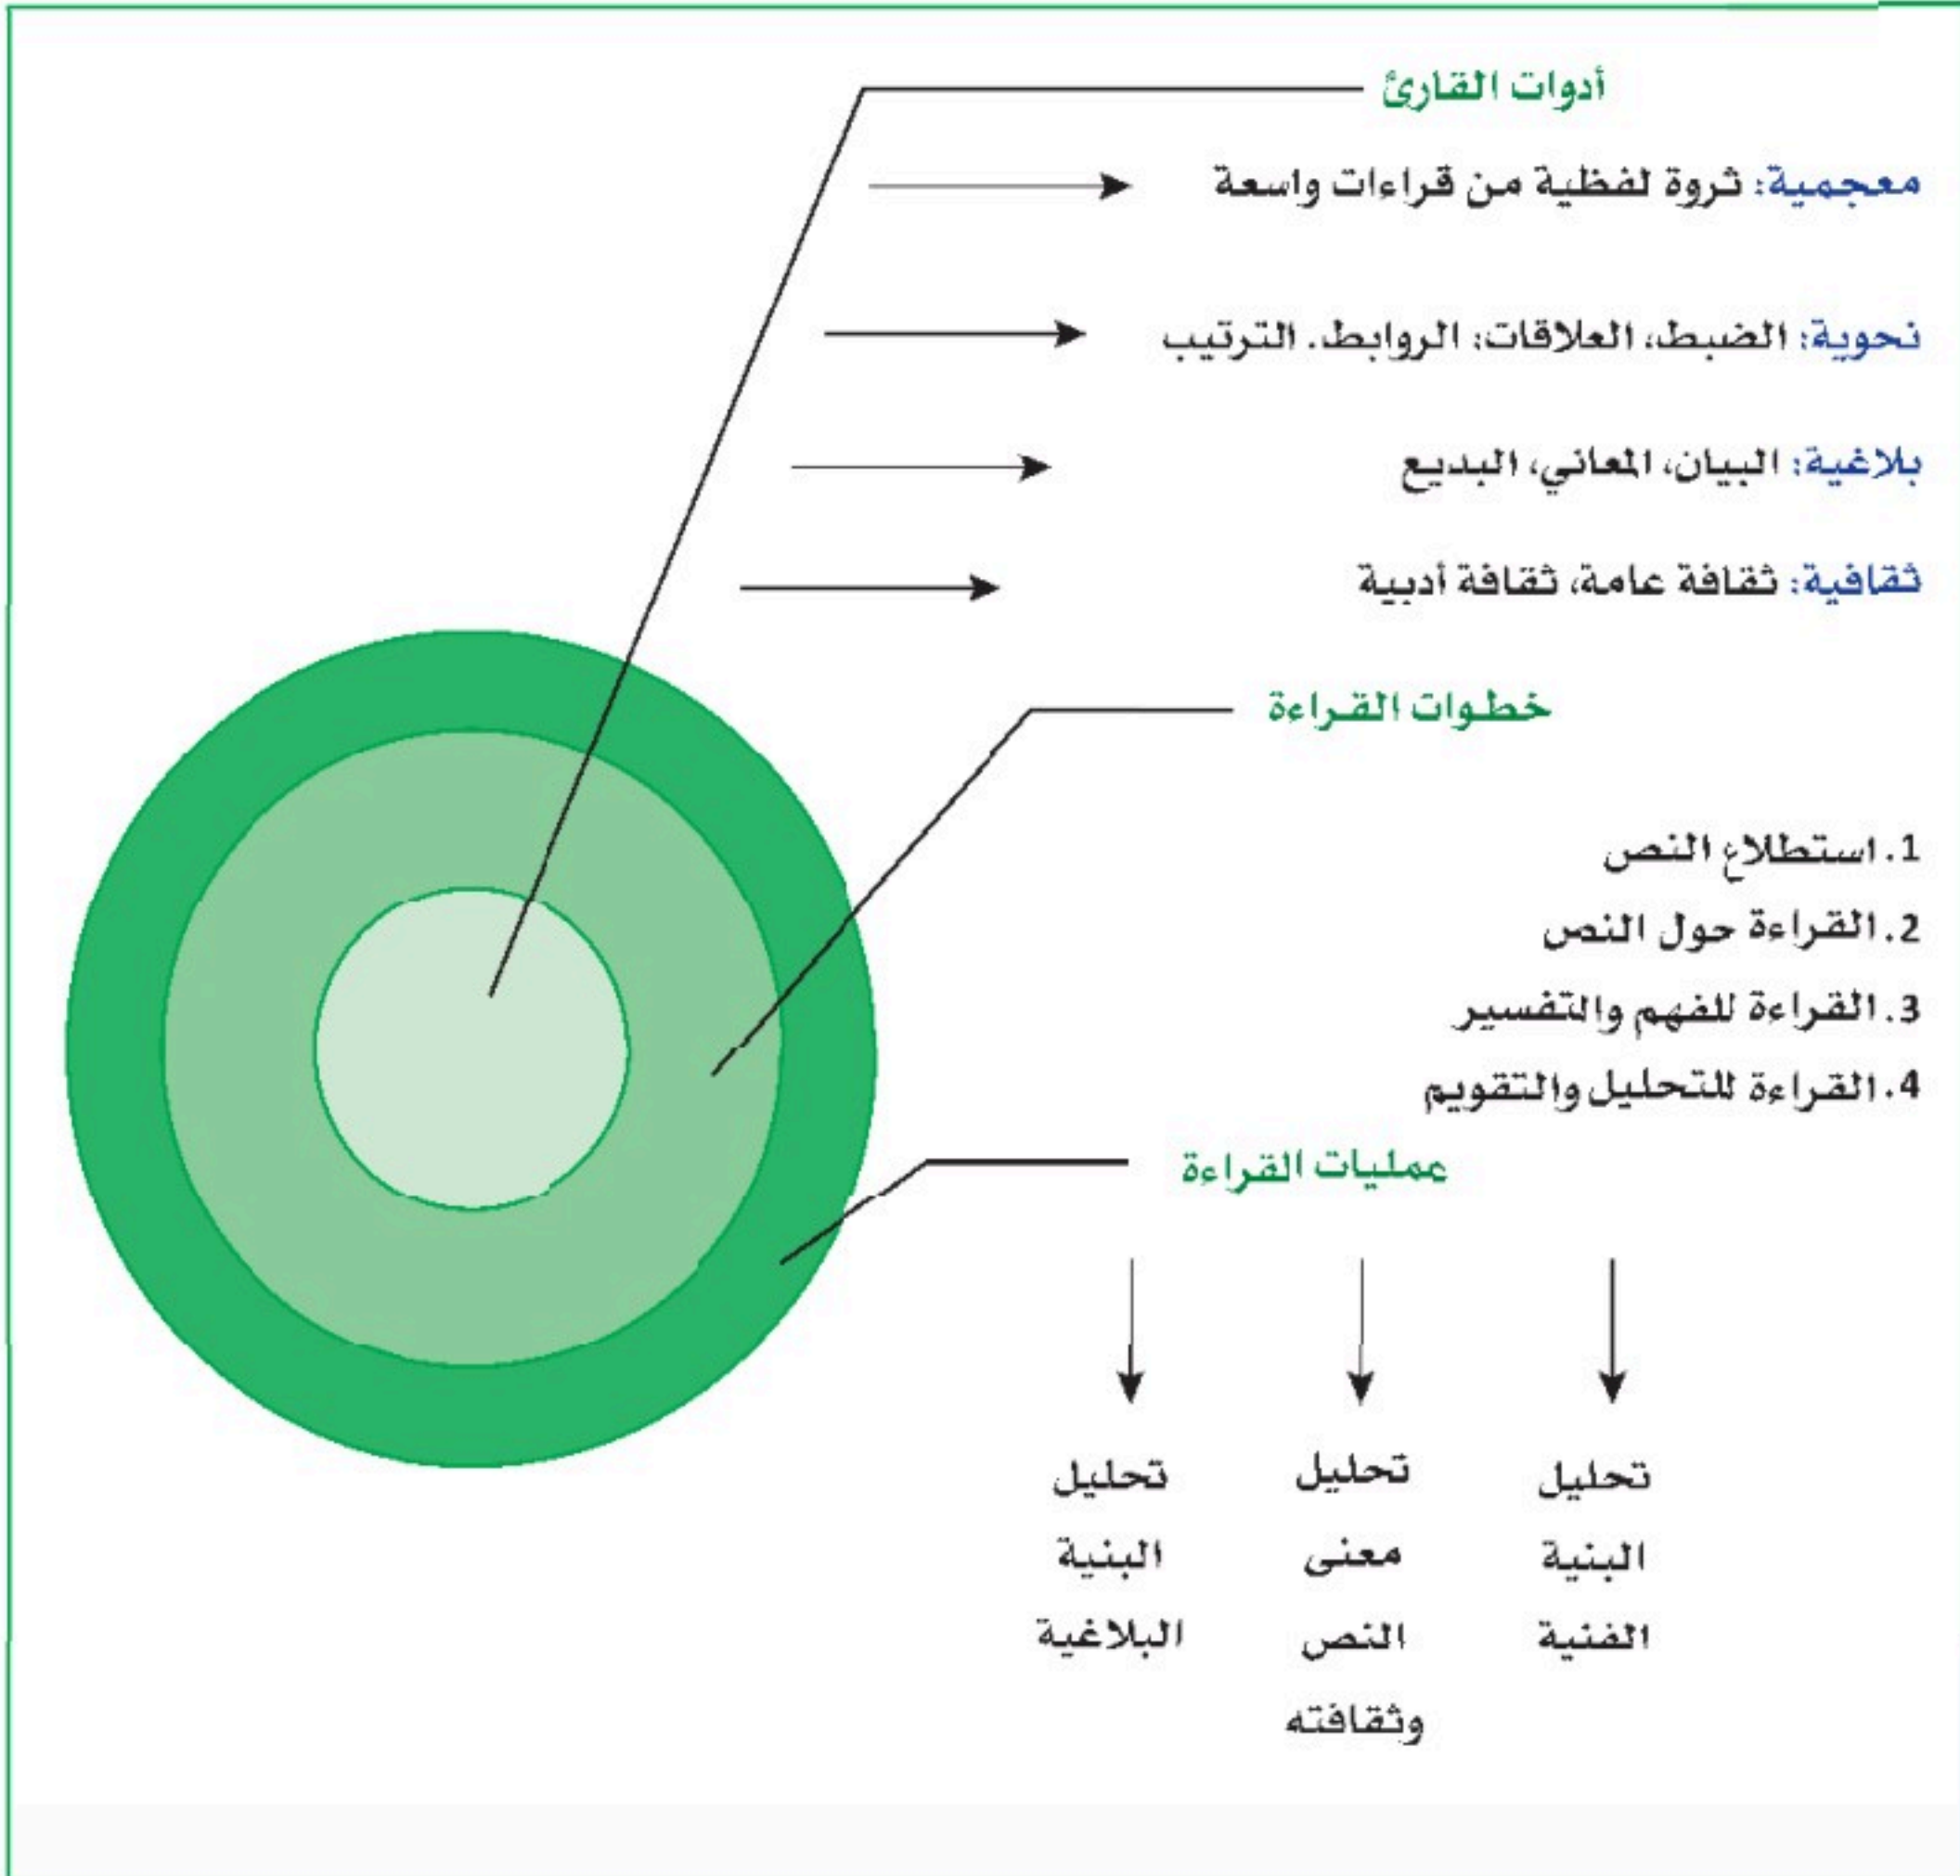 أدوات القارئ
معجمية: ثروة لفظية من قراءات واسعة
نحوية: الضبط، العلاقات: الروابط. الترتيب
بلاغية: البيان، المعاني، البديع
ثقافية: ثقافة عامة، ثقافة أدبية
خطوات القراءة
1. استطلاع النص
2. القراءة حول النص
3. القراءة للفهم والتفسير
4. القراءة للتحليل والتقويم
عمليات القراءة
تحليل
البنية
الفنية
تحليل
معنى
النص
وثقافته
تحليل
البنية
البلاغية